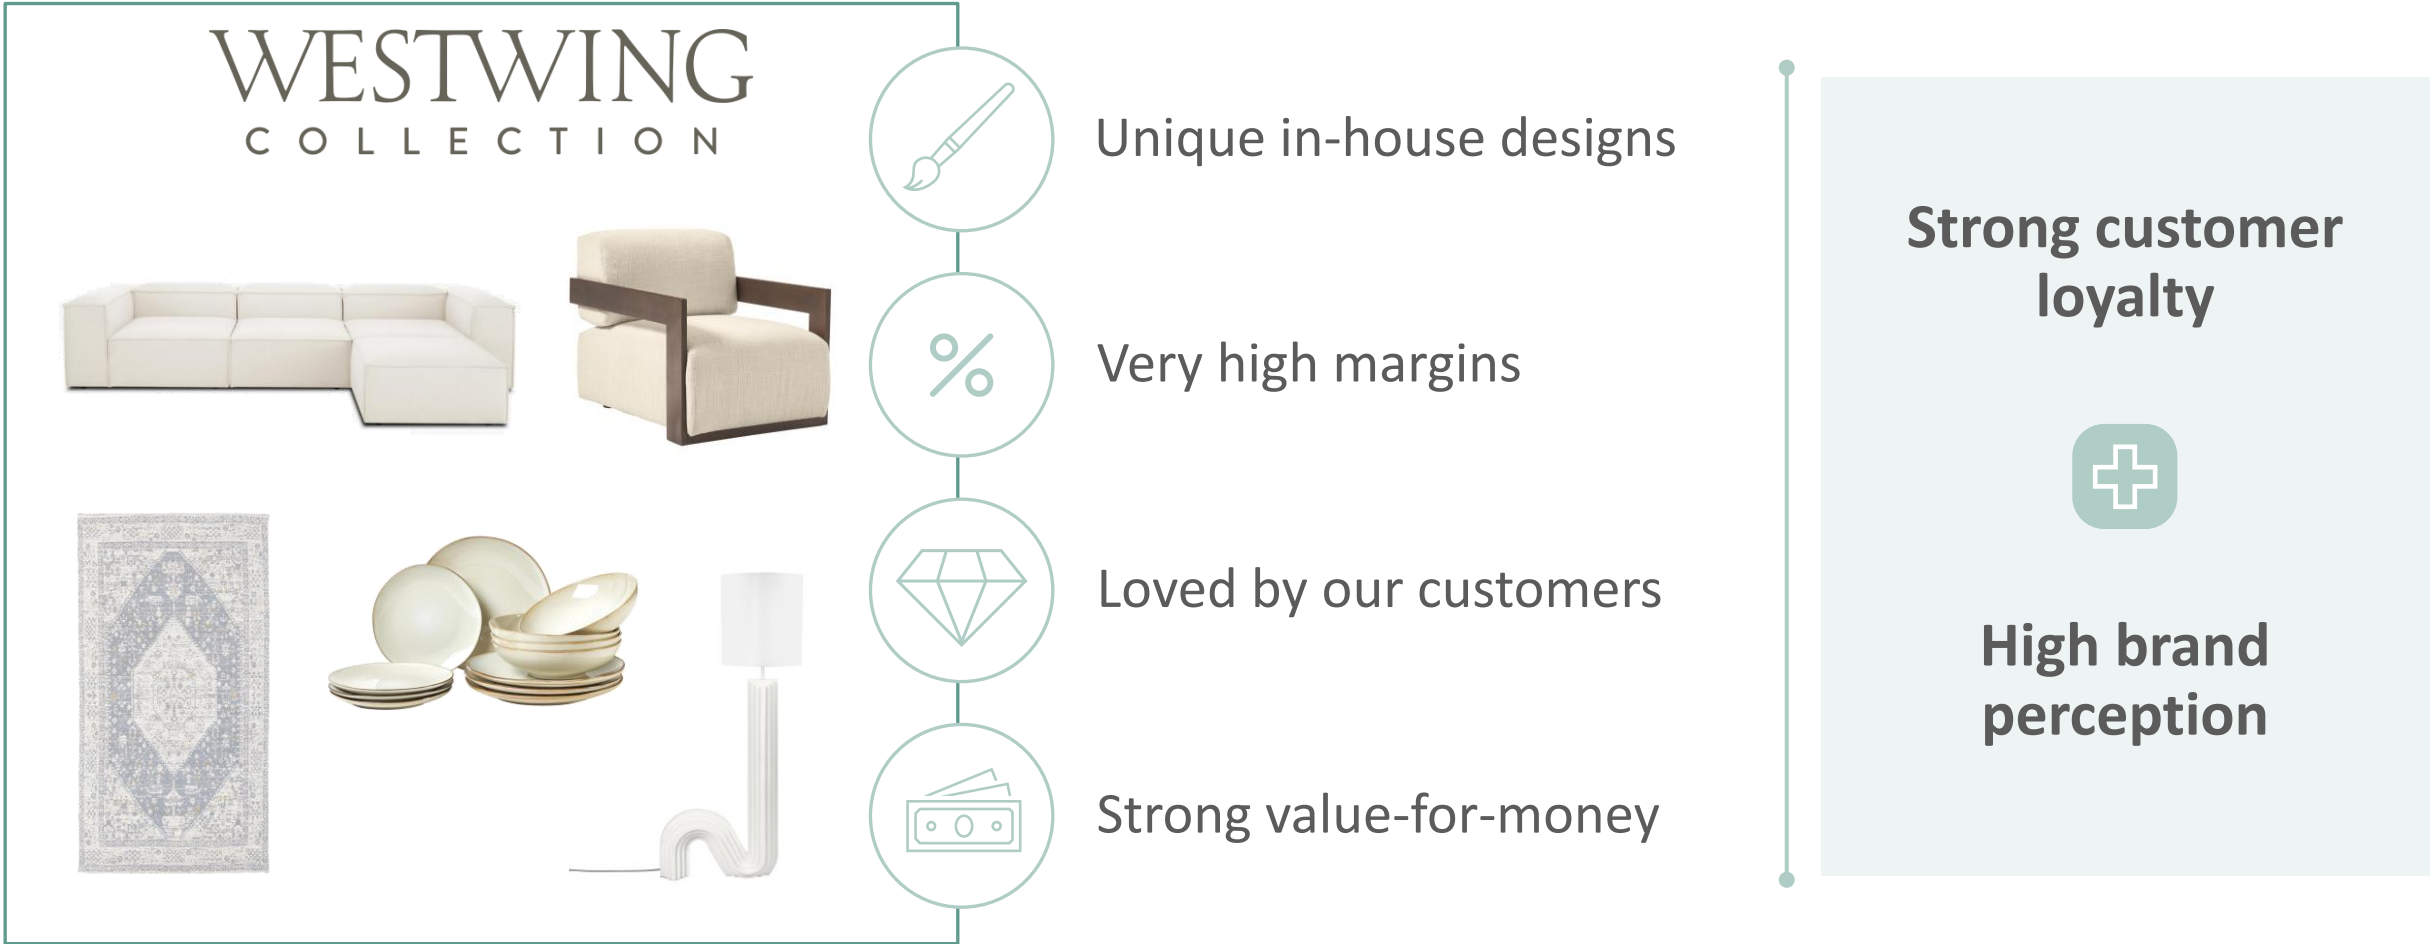 WESTWING
COLLECTION
Unique in-house designs
Very high margins
Loved by our customers
Strong value-for-money
Strong customer
loyalty
High brand
perception